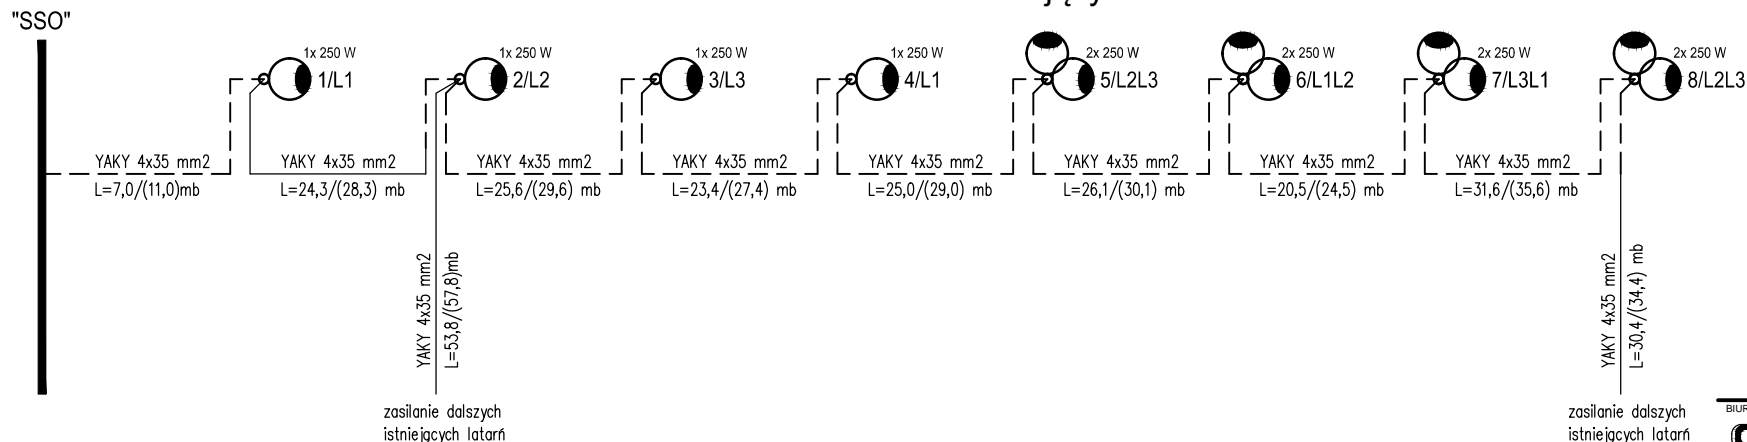 "SSO"
1x 250 W
1/L1
1x 250 W
2/L2
1x 250 W
3/L3
1x 250 W
4/L1
2x 250 W
5/L2L3
2x 250 W
6/L1L2
2x 250 W
7/L3L1
2x 250 W
8/L2L3
YAKY 4x35 mm2
L=7,0/(11,0)mb
YAKY 4x35 mm2
L=24,3/(28,3) mb
YAKY 4x35 mm2
L=25,6/(29,6) mb
YAKY 4x35 mm2
L=23,4/(27,4) mb
YAKY 4x35 mm2
L=25,0/(29,0) mb
YAKY 4x35 mm2
L=26,1/(30,1) mb
YAKY 4x35 mm2
L=20,5/(24,5) mb
YAKY 4x35 mm2
L=31,6/(35,6) mb
YAKY 4x35 mm2
L=53,8/(57,8)mb
YAKY 4x35 mm2
L=30,4/(34,4) mb
zasilanie dalszych
istniejących latarń
zasilanie dalszych
istniejących latarń